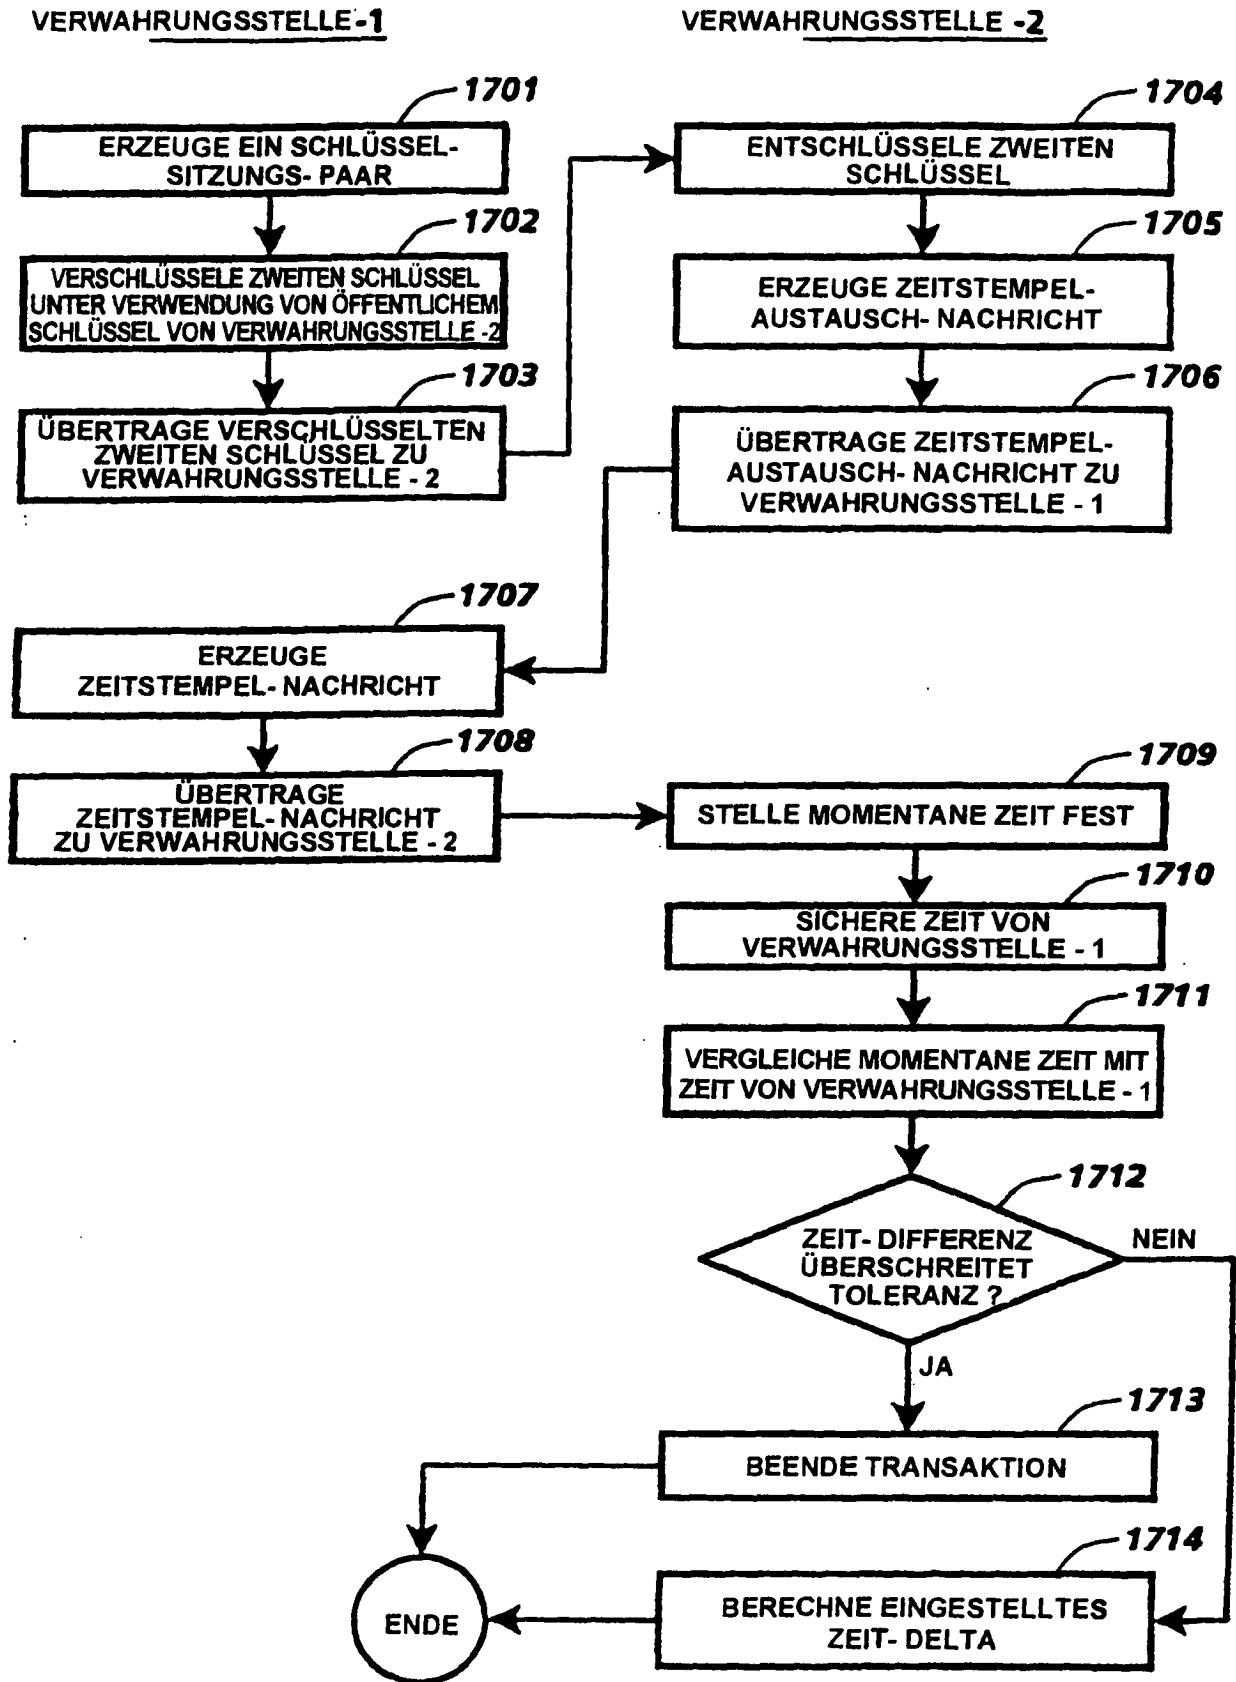 VERWAHRUNGSSTELLE-1
VERWAHRUNGSSTELLE -2
1701
ERZEUGE EIN SCHLÜSSEL-
SITZUNGS- PAAR
1702
VERSCHLÜSSELE ZWEITEN SCHLÜSSEL
UNTER VERWENDUNG VON ÖFFENTLICHEM
SCHLÜSSEL VON VERWAHRUNGSSTELLE -2
1703
ÜBERTRAGE VERSCHLÜSSELTEN
ZWEITEN SCHLÜSSEL ZU
VERWAHRUNGSSTELLE - 2
1704
ENTSCHLÜSSELE ZWEITEN
SCHLÜSSEL
1705
ERZEUGE ZEITSTEMPEL-
AUSTAUSCH- NACHRICHT
1706
ÜBERTRAGE ZEITSTEMPEL-
AUSTAUSCH- NACHRICHT ZU
VERWAHRUNGSSTELLE - 1
1707
ERZEUGE
ZEITSTEMPEL- NACHRICHT
1708
ÜBERTRAGE
ZEITSTEMPEL- NACHRICHT
ZU VERWAHRUNGSSTELLE - 2
1709
STELLE MOMENTANE ZEIT FEST
1710
SICHERE ZEIT VON
VERWAHRUNGSSTELLE - 1
1711
VERGLEICHE MOMENTANE ZEIT MIT
ZEIT VON VERWAHRUNGSSTELLE - 1
1712
ZEIT- DIFFERENZ
ÜBERSCHREITET
TOLERANZ ?
NEIN
JA
1713
BEENDE TRANSAKTION
1714
BERECHNE EINGESTELLTES
ZEIT- DELTA
ENDE